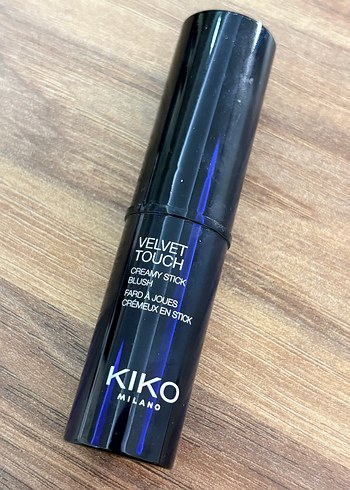 VELVET
TOUCH
CREAMY STICK
BLUSH
FARD À JOUES
CRÉMEUX EN STICK
KIKO
MILANO